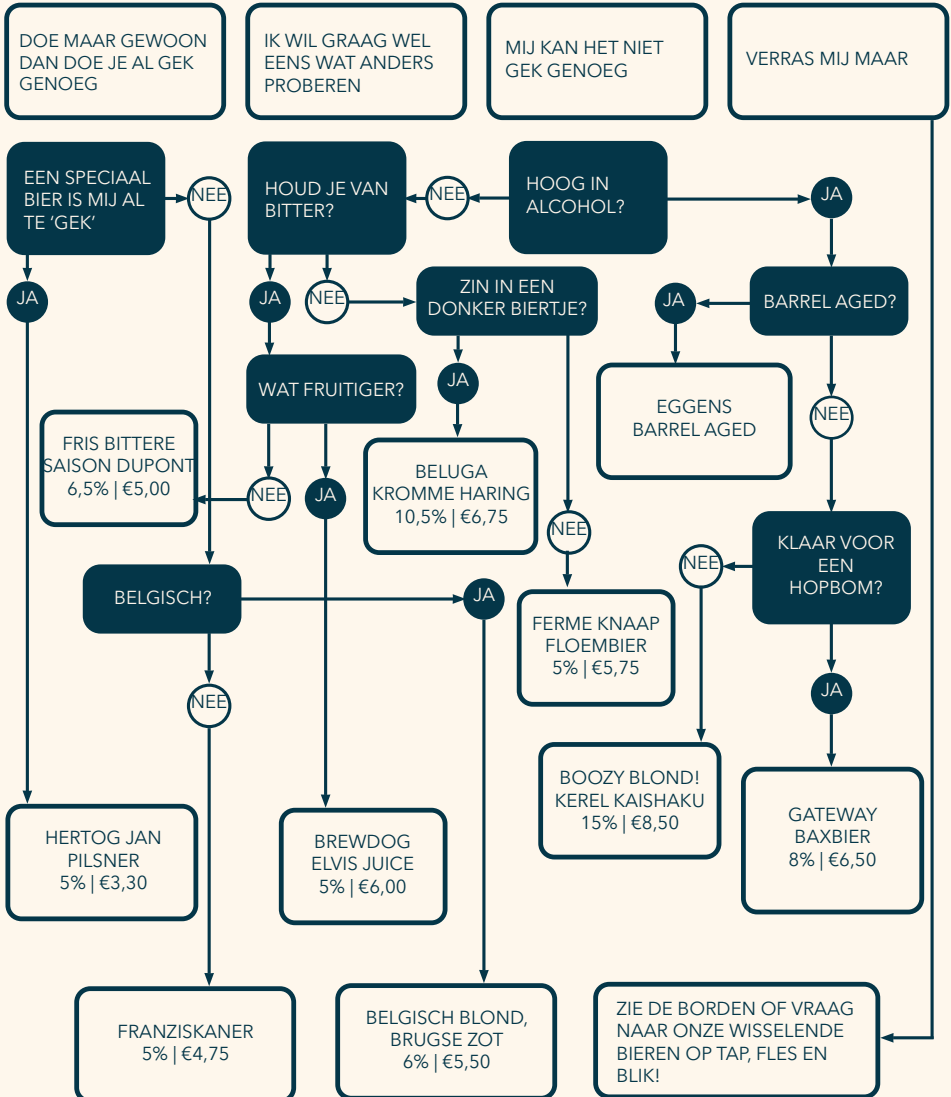 DOE MAAR GEWOON
DAN DOE JE AL GEK
GENOEG
IK WIL GRAAG WEL
EENS WAT ANDERS
PROBEREN
MIJ KAN HET NIET
GEK GENOEG
VERRAS MIJ MAAR
EEN SPECIAAL
BIER IS MIJ AL
TE ‘GEK’
NEE
HOUD JE VAN
BITTER?
NEE
HOOG IN
ALCOHOL?
JA
JA
JA
NEE
ZIN IN EEN
DONKER BIERTJE?
JA
BARREL AGED?
WAT FRUITIGER?
JA
EGGENS
BARREL AGED
NEE
FRIS BITTERE
SAISON DUPONT
6,5% | €5,00
NEE
JA
BELUGA
KROMME HARING
10,5% | €6,75
NEE
KLAAR VOOR
EEN
HOPBOM?
NEE
BELGISCH?
JA
FERME KNAAP
FLOEMBIER
5% | €5,75
NEE
JA
BOOZY BLOND!
KEREL KAISHAKU
15% | €8,50
GATEWAY
BAXBIER
8% | €6,50
HERTOG JAN
PILSNER
5% | €3,30
BREWDOG
ELVIS JUICE
5% | €6,00
FRANZISKANER
5% | €4,75
BELGISCH BLOND,
BRUGSE ZOT
6% | €5,50
ZIE DE BORDEN OF VRAAG
NAAR ONZE WISSELENDE
BIEREN OP TAP, FLES EN
BLIK!